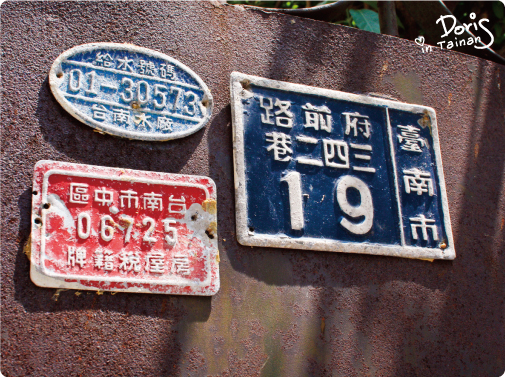 Doris
in Tainan
給水號碼
01-30573
台南水廠
臺南市
府前路
三四二巷
19
台南市中區
06725
房屋稅籍牌